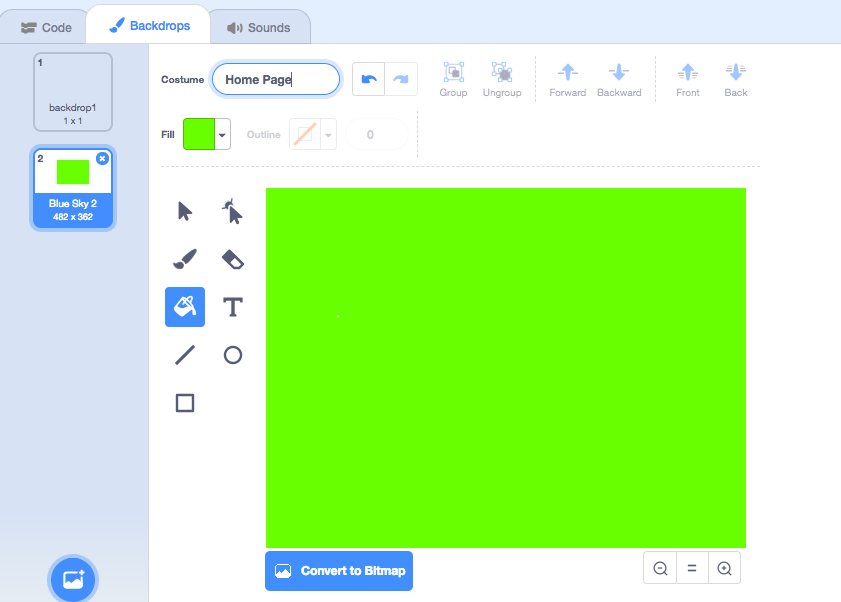 Code
Backdrops
Sounds
1
backdrop1
1 x 1
2
Blue Sky 2
482 x 362
Costume
Home Page
Group
Ungroup
Forward
Backward
Front
Back
Fill
Outline
0
T
Convert to Bitmap